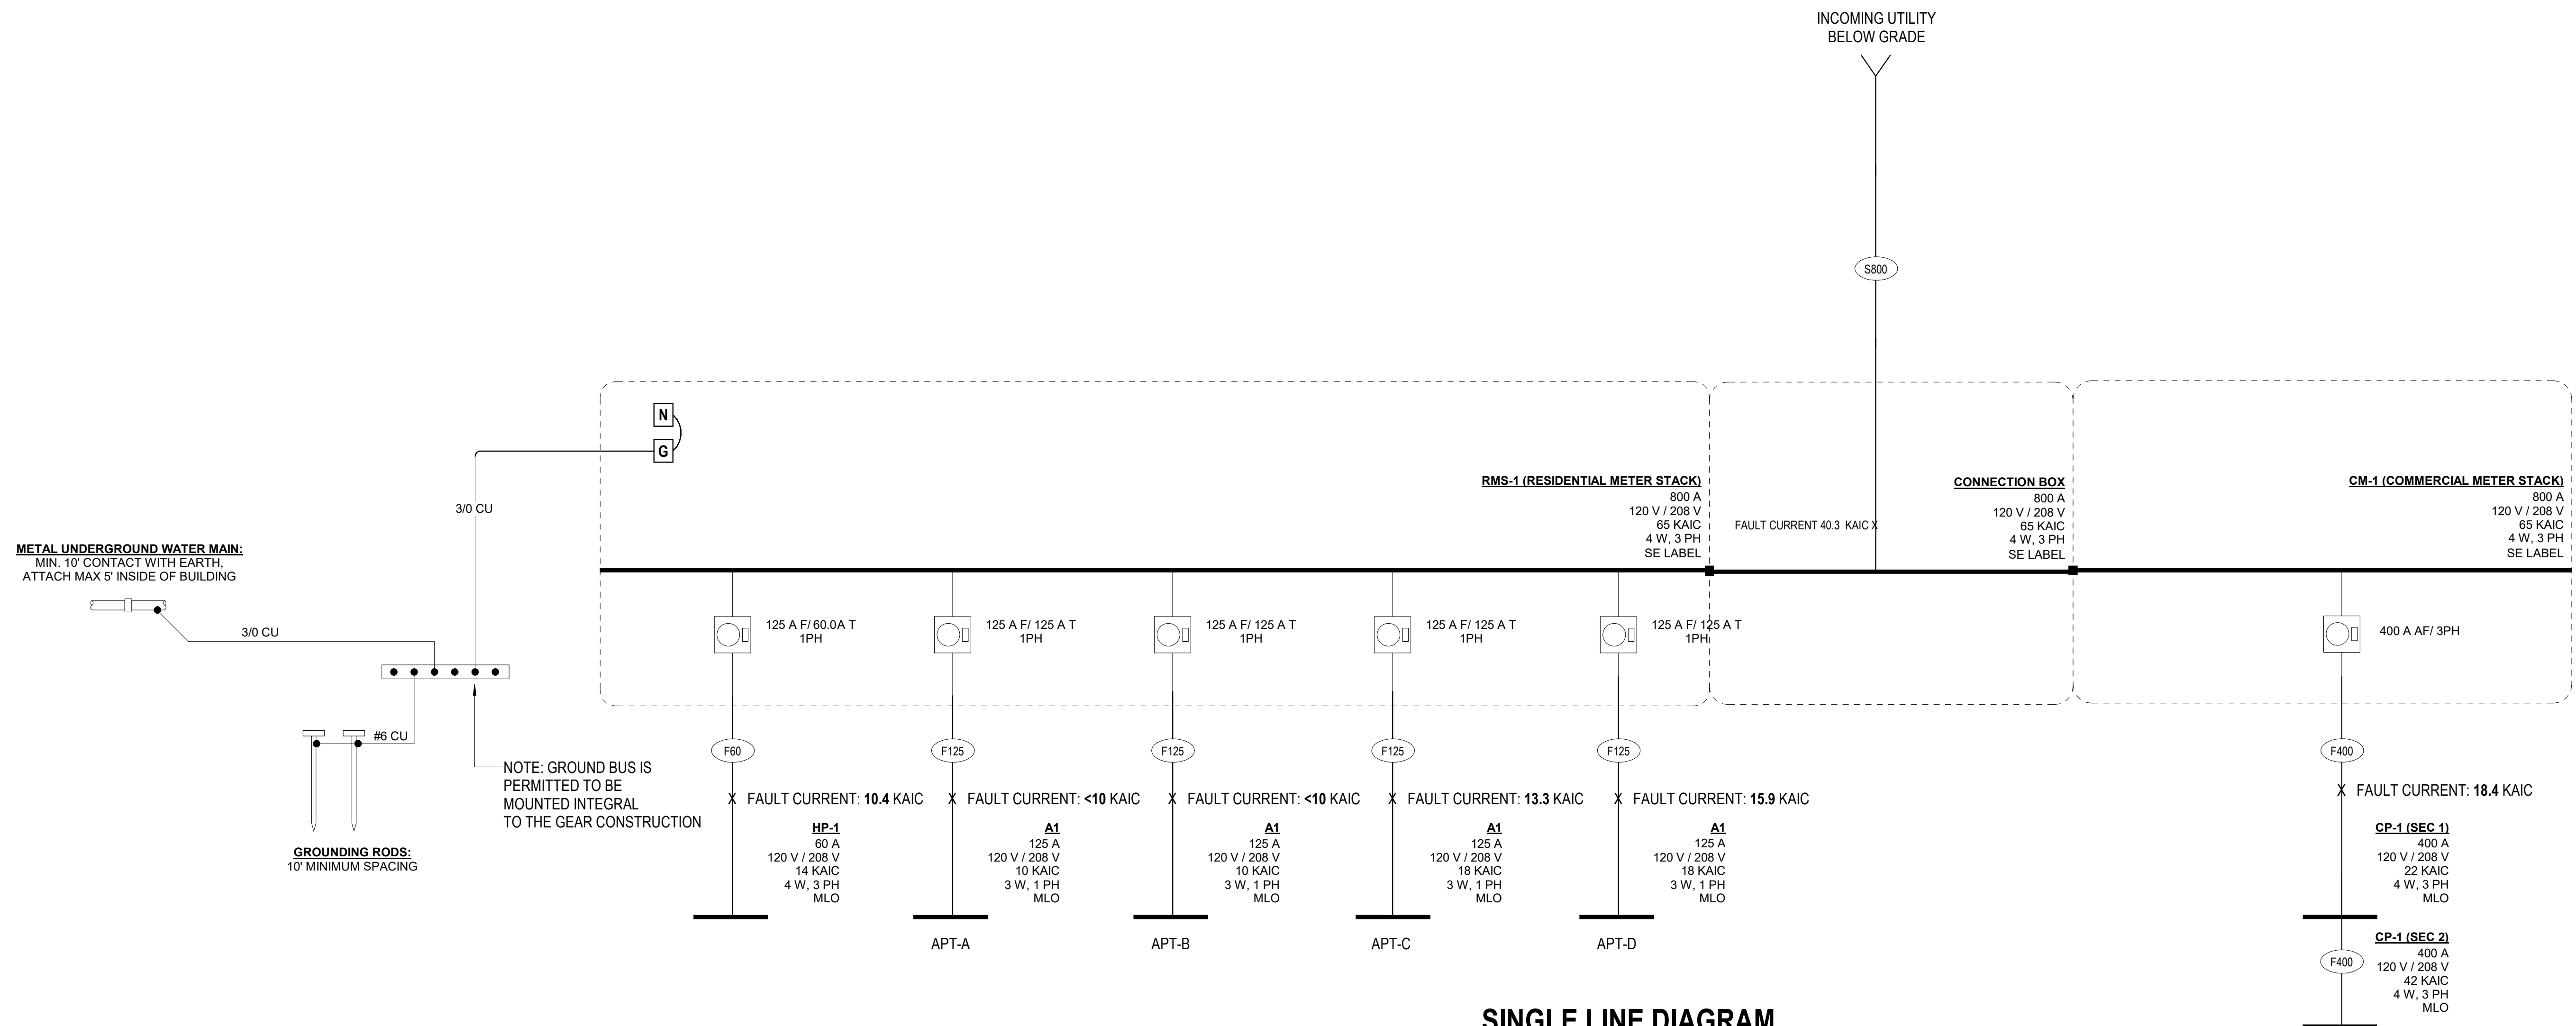 INCOMING UTILITY
BELOW GRADE
S800
N
G
3/0 CU
RMS-1 (RESIDENTIAL METER STACK)
800 A
120 V / 208 V
65 KAIC
4 W, 3 PH
SE LABEL
FAULT CURRENT 40.3 KAIC X
CONNECTION BOX
800 A
120 V / 208 V
65 KAIC
4 W, 3 PH
SE LABEL
CM-1 (COMMERCIAL METER STACK)
800 A
120 V / 208 V
65 KAIC
4 W, 3 PH
SE LABEL
METAL UNDERGROUND WATER MAIN:
MIN. 10' CONTACT WITH EARTH,
ATTACH MAX 5' INSIDE OF BUILDING
3/0 CU
#6 CU
GROUNDING RODS:
10' MINIMUM SPACING
NOTE: GROUND BUS IS
PERMITTED TO BE
MOUNTED INTEGRAL
TO THE GEAR CONSTRUCTION
125 A F/ 60.0A T
1PH
125 A F/ 125 A T
1PH
125 A F/ 125 A T
1PH
125 A F/ 125 A T
1PH
125 A F/ 125 A T
1PH
400 A AF/ 3PH
F60
X FAULT CURRENT: 10.4 KAIC
HP-1
60 A
120 V / 208 V
14 KAIC
4 W, 3 PH
MLO
F125
X FAULT CURRENT: <10 KAIC
A1
125 A
120 V / 208 V
10 KAIC
3 W, 1 PH
MLO
APT-A
F125
X FAULT CURRENT: <10 KAIC
A1
125 A
120 V / 208 V
10 KAIC
3 W, 1 PH
MLO
APT-B
F125
X FAULT CURRENT: 13.3 KAIC
A1
125 A
120 V / 208 V
18 KAIC
3 W, 1 PH
MLO
APT-C
F125
X FAULT CURRENT: 15.9 KAIC
A1
125 A
120 V / 208 V
18 KAIC
3 W, 1 PH
MLO
APT-D
F400
X FAULT CURRENT: 18.4 KAIC
CP-1 (SEC 1)
400 A
120 V / 208 V
22 KAIC
4 W, 3 PH
MLO
CP-1 (SEC 2)
F400
400 A
120 V / 208 V
42 KAIC
4 W, 3 PH
MLO
SINGLE LINE DIAGRAM